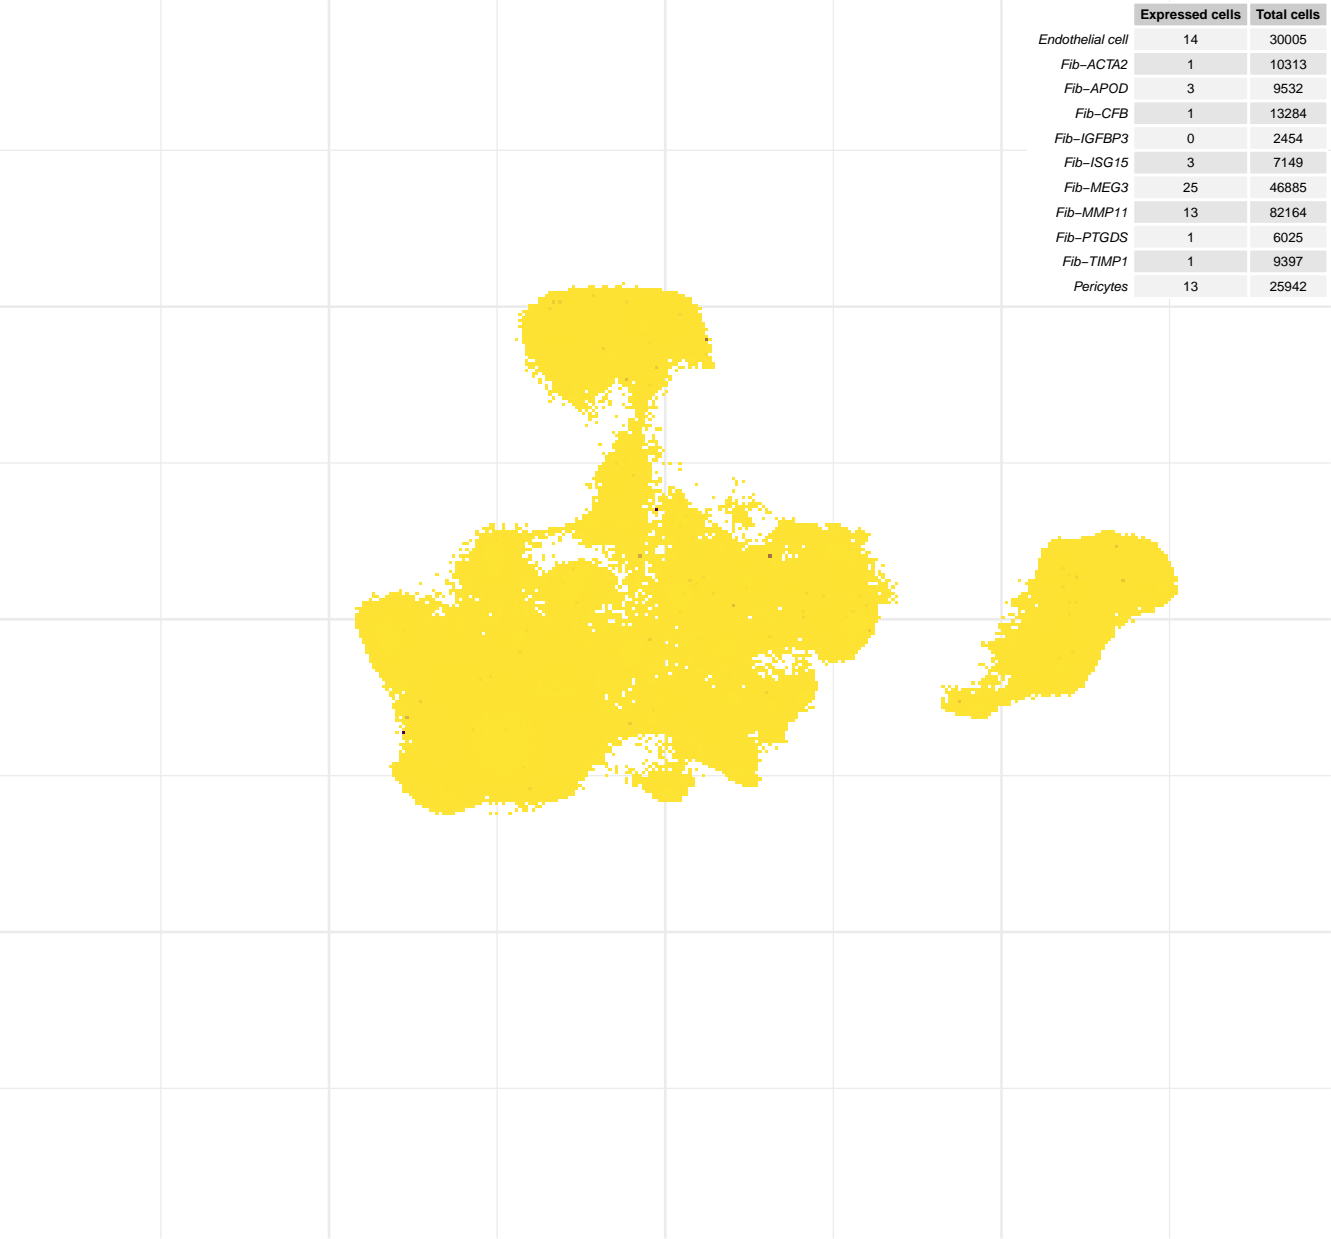 Expressed cells Total cells
Endothelial cell 14 30005
Fib−ACTA2 1 10313
Fib−APOD 3 9532
Fib−CFB 1 13284
Fib−IGFBP3 0 2454
Fib−ISG15 3 7149
Fib−MEG3 25 46885
Fib−MMP11 13 82164
Fib−PTGDS 1 6025
Fib−TIMP1 1 9397
Pericytes 13 25942